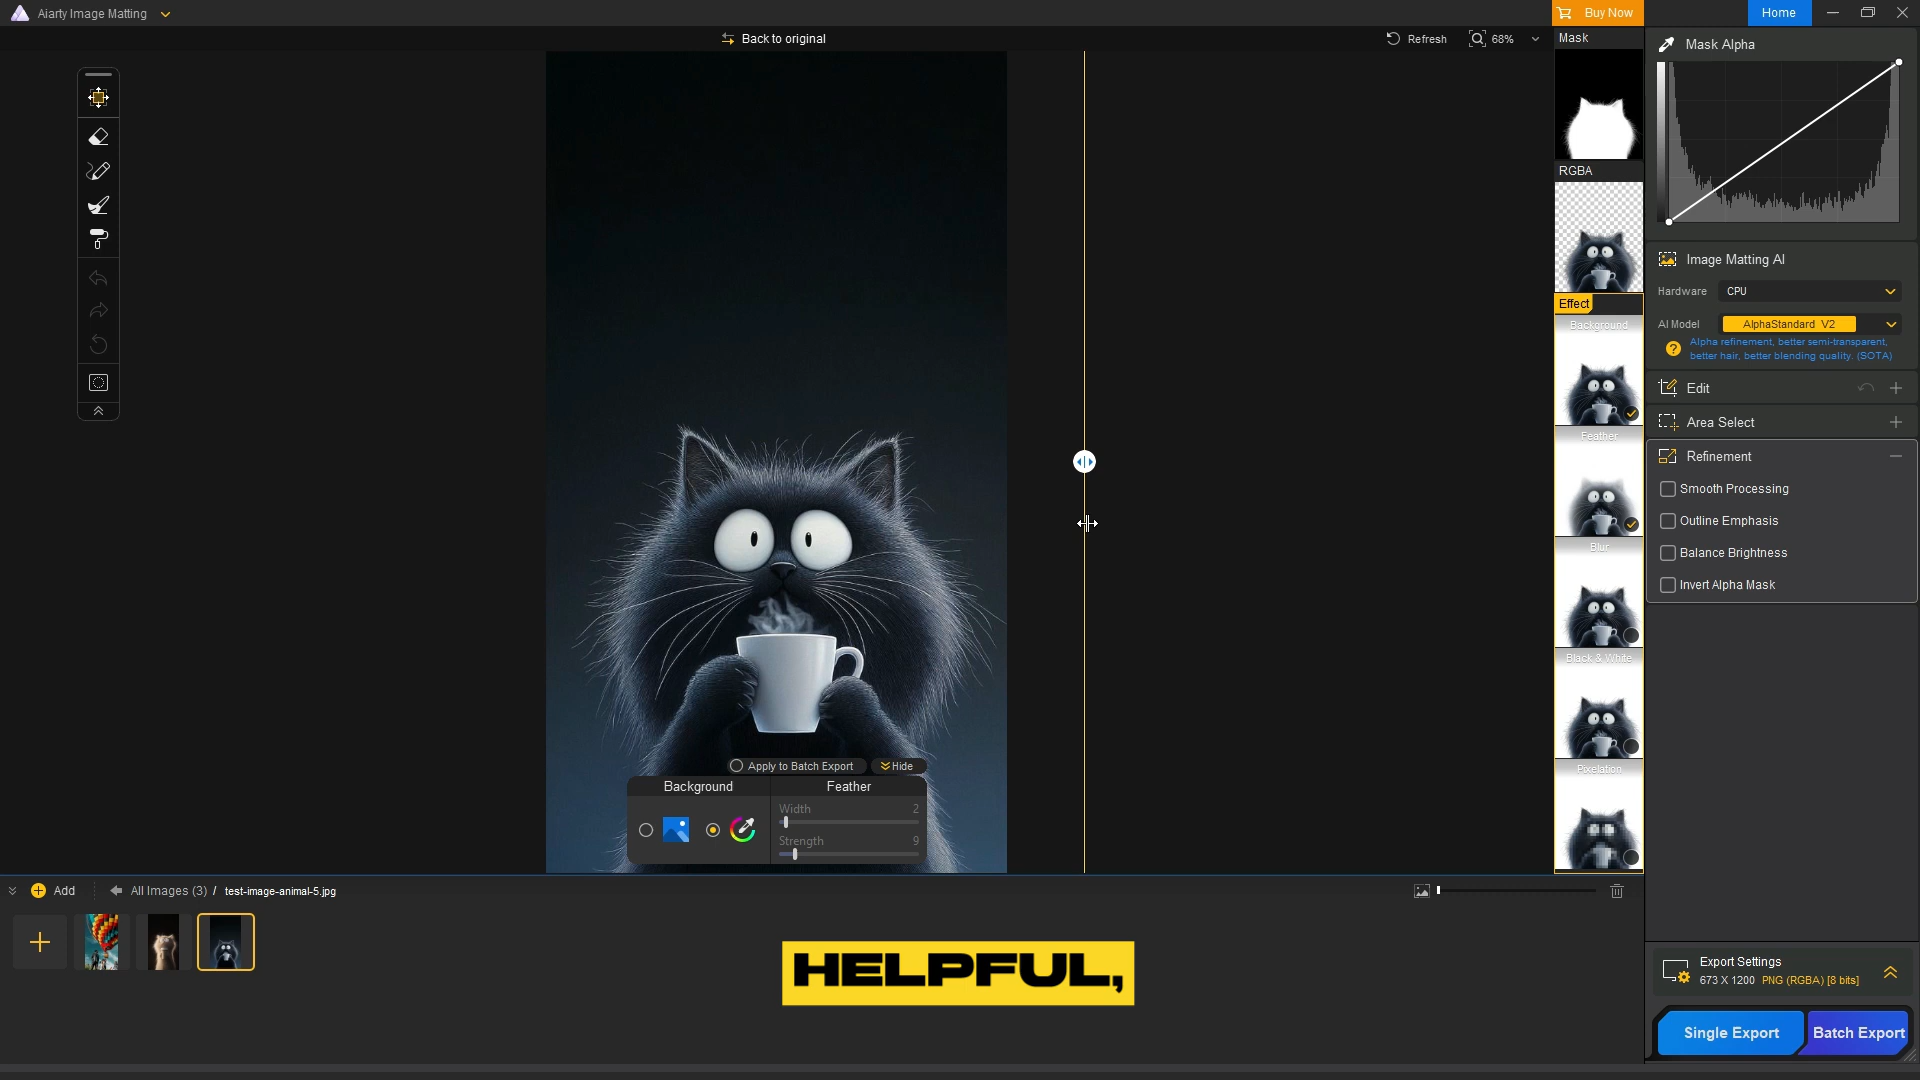 Aiarty Image Matting
Buy Now
Home
Back to original
Refresh
68%
Mask
Mask Alpha
RGBA
Image Matting AI
Hardware
CPU
Effect
AI Model
AlphaStandard V2
Background
Alpha refinement, better semi-transparent,
better hair, better blending quality. (SOTA)
Edit
Area Select
Feather
Refinement
Smooth Processing
Outline Emphasis
Blur
Balance Brightness
Invert Alpha Mask
Black & White
Apply to Batch Export
Hide
Pixelation
Background
Feather
Width
2
Strength
9
Add
All Images (3) / test-image-animal-5.jpg
HELPFUL,
Export Settings
673 X 1200 PNG (RGBA) [8 bits]
Single Export
Batch Export